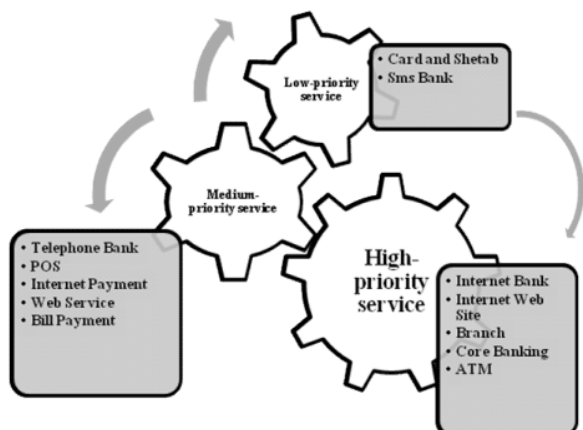 Low-priority
service
• Card and Shetab
• Sms Bank
Medium-
priority service
• Telephone Bank
• POS
• Internet Payment
• Web Service
• Bill Payment
High-
priority
service
• Internet Bank
• Internet Web
Site
• Branch
• Core Banking
• ATM